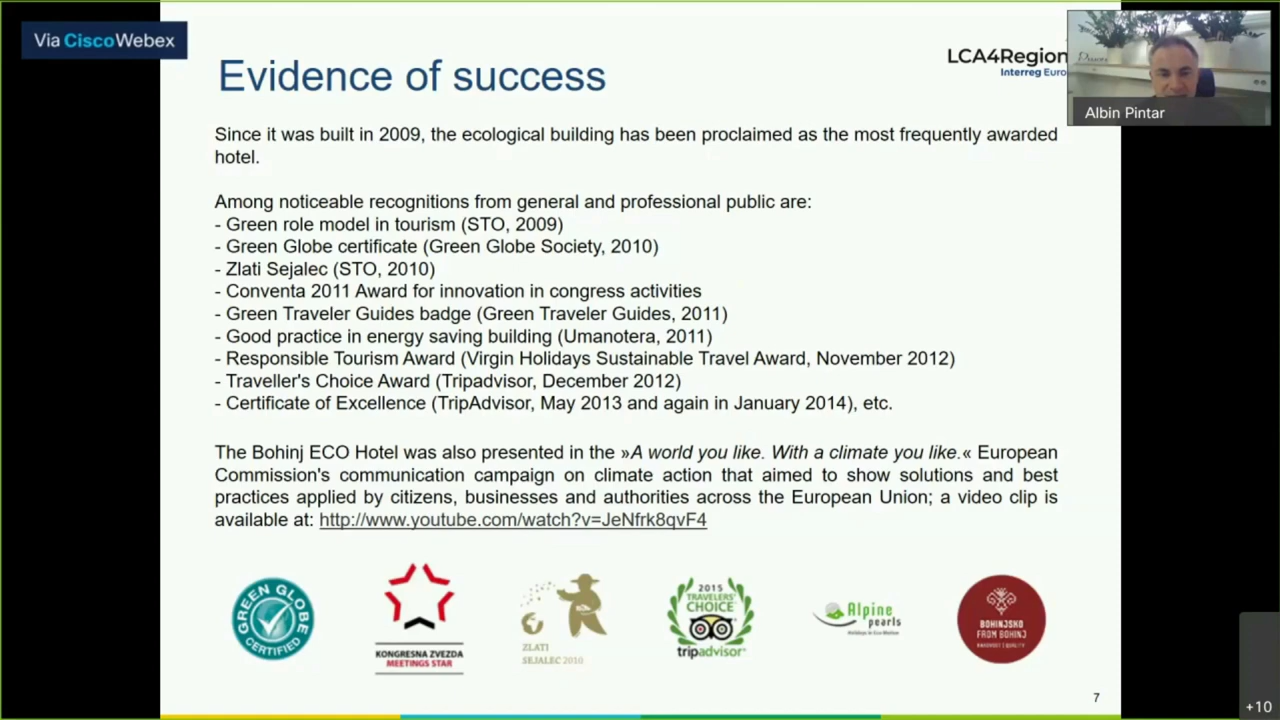 Via CiscoWebex
Evidence of success
LCA4Region
Interreg Euro
Albin Pintar
Since it was built in 2009, the ecological building has been proclaimed as the most frequently awarded
hotel.
Among noticeable recognitions from general and professional public are:
- Green role model in tourism (STO, 2009)
- Green Globe certificate (Green Globe Society, 2010)
- Zlati Sejalec (STO, 2010)
- Conventa 2011 Award for innovation in congress activities
- Green Traveler Guides badge (Green Traveler Guides, 2011)
- Good practice in energy saving building (Umanotera, 2011)
- Responsible Tourism Award (Virgin Holidays Sustainable Travel Award, November 2012)
- Traveller's Choice Award (Tripadvisor, December 2012)
- Certificate of Excellence (TripAdvisor, May 2013 and again in January 2014), etc.
The Bohinj ECO Hotel was also presented in the »A world you like. With a climate you like.« European
Commission's communication campaign on climate action that aimed to show solutions and best
practices applied by citizens, businesses and authorities across the European Union; a video clip is
available at: http://www.youtube.com/watch?v=JeNfrk8qvF4
GREEN GLOBE
CERTIFIED
KONGRESNA ZVEZDA
MEETINGS STAR
ZLATI
SEJALEC 2010
2015
TRAVELERS'
CHOICE
tripadvisor
Alpine
pearls
Holidays in Eco-Motion
BOHINJSKO
FROM BOHINJ
7
+10